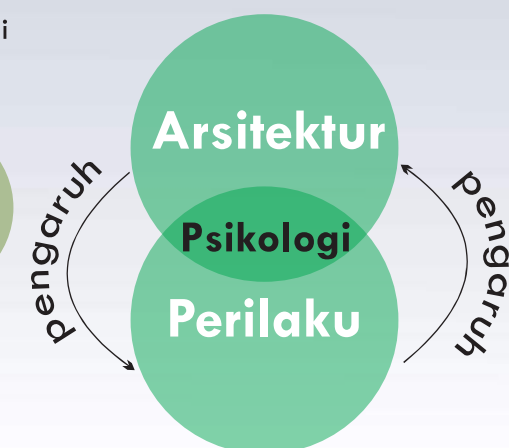 i
Arsitektur
pengaruh
pengaruh
Psikologi
Perilaku